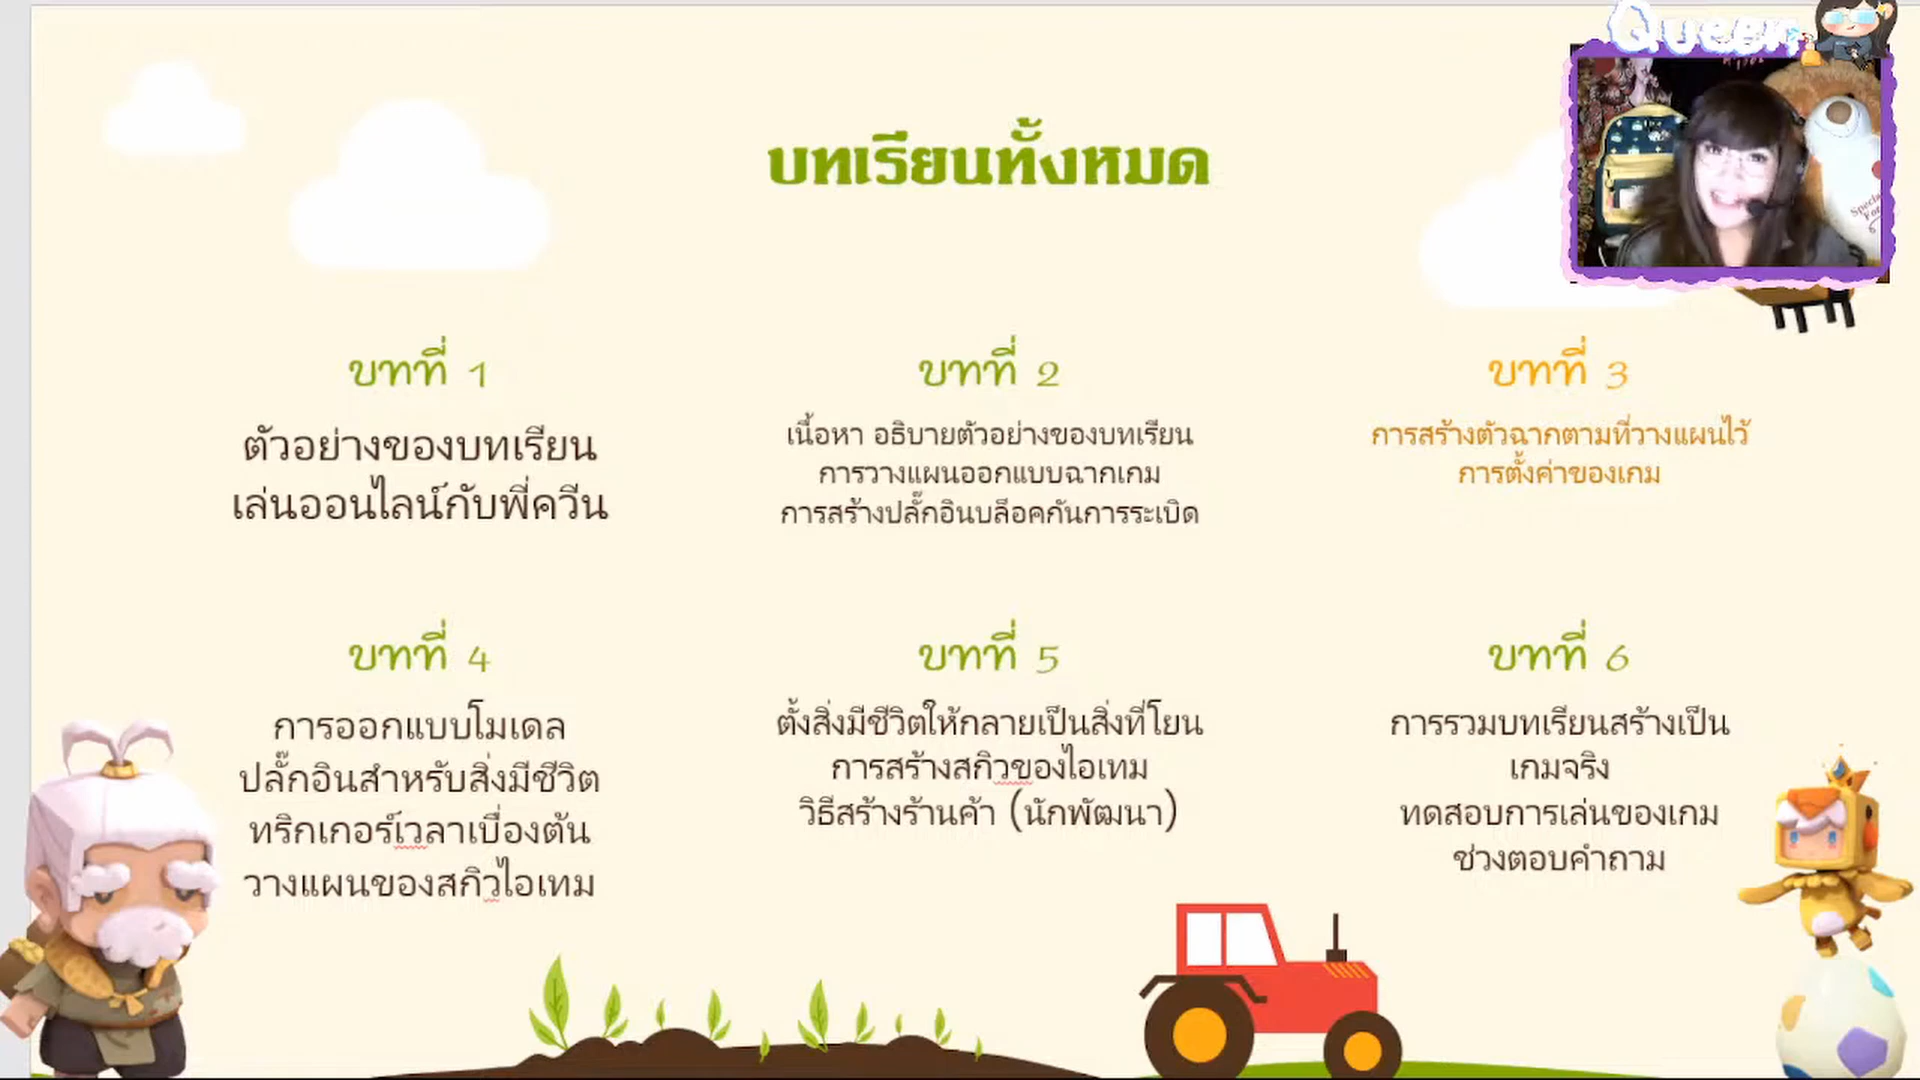 Queen
บทเรียนทั้งหมด
บทที่ 1
ตัวอย่างของบทเรียน
เล่นออนไลน์กับพี่ควีน
บทที่ 2
เนื้อหา อธิบายตัวอย่างของบทเรียน
การวางแผนออกแบบฉากเกม
การสร้างปลั๊กอินบล็อคกันการระเบิด
บทที่ 3
การสร้างตัวฉากตามที่วางแผนไว้
การตั้งค่าของเกม
บทที่ 4
การออกแบบโมเดล
ปลั๊กอินสำหรับสิ่งมีชีวิต
ทริกเกอร์เวลาเบื่องต้น
วางแผนของสกิวไอเทม
บทที่ 5
ตั้งสิ่งมีชีวิตให้กลายเป็นสิ่งที่โยน
การสร้างสกิวของไอเทม
วิธีสร้างร้านค้า (นักพัฒนา)
บทที่ 6
การรวมบทเรียนสร้างเป็น
เกมจริง
ทดสอบการเล่นของเกม
ช่วงตอบคำถาม